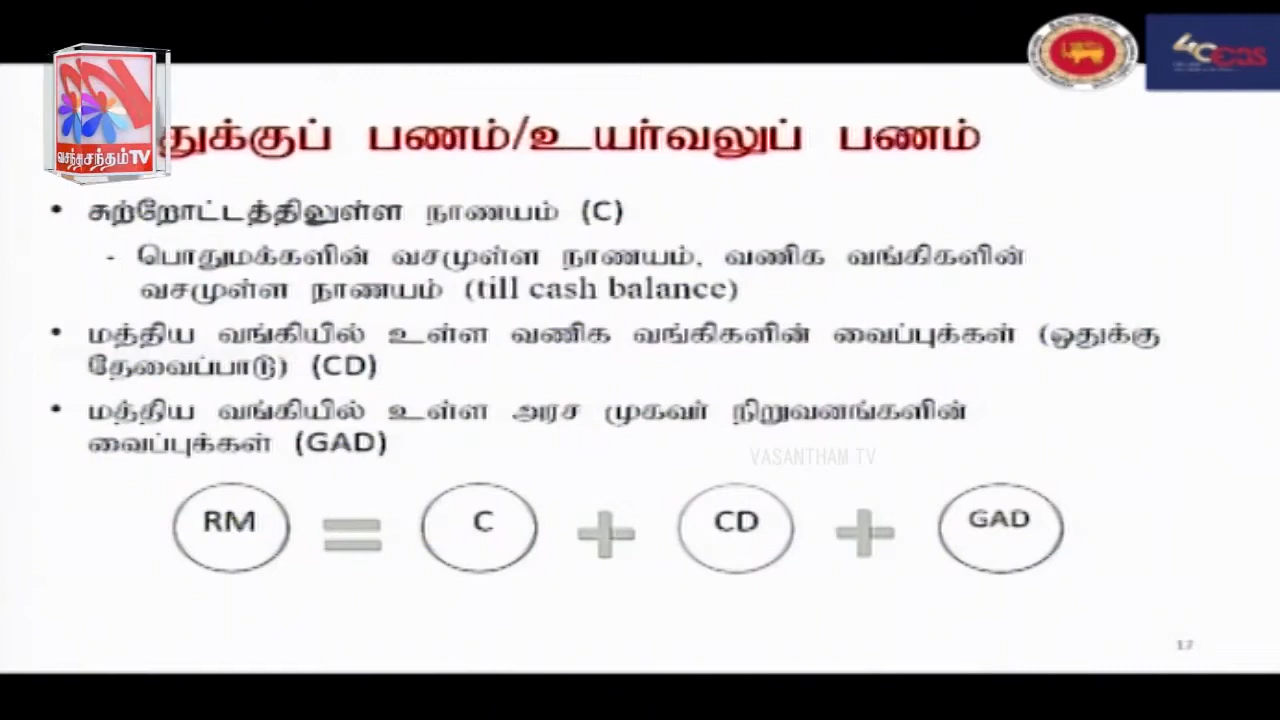 வசந்தசந்தம்TV
துக்குப் பணம்/உயர்வலுப் பணம்
• சுற்றோட்டத்திலுள்ள நாணயம் (C)
- பொதுமக்களின் வசமுள்ள நாணயம், வணிக வங்கிகளின்
வசமுள்ள நாணயம் (till cash balance)
• மத்திய வங்கியில் உள்ள வணிக வங்கிகளின் வைப்புக்கள் (ஒதுக்கு
தேவைப்பாடு) (CD)
• மத்திய வங்கியில் உள்ள அரச முகவர் நிறுவனங்களின்
வைப்புக்கள் (GAD)
VASANTHAM TV
RM = C + CD + GAD
17